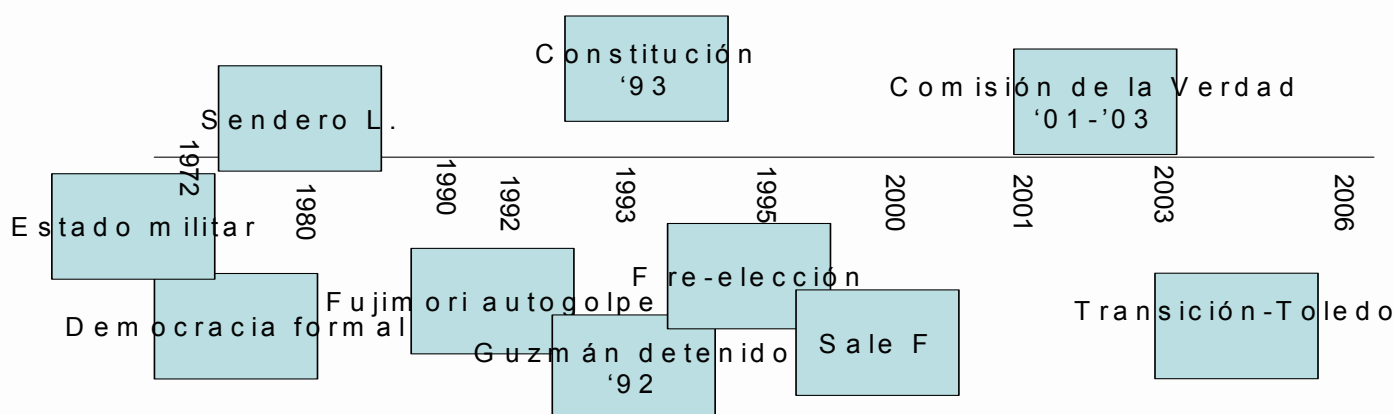 Constitución
‘93
Comisión de la Verdad
‘01-’03
Sendero L.
1972
1980
1990
1992
1993
1995
2000
2001
2003
2006
Estado militar
Democracia formal
Fujimori autogolpe
Guzmán detenido
‘92
F re-elección
Sale F
Transición-Toledo